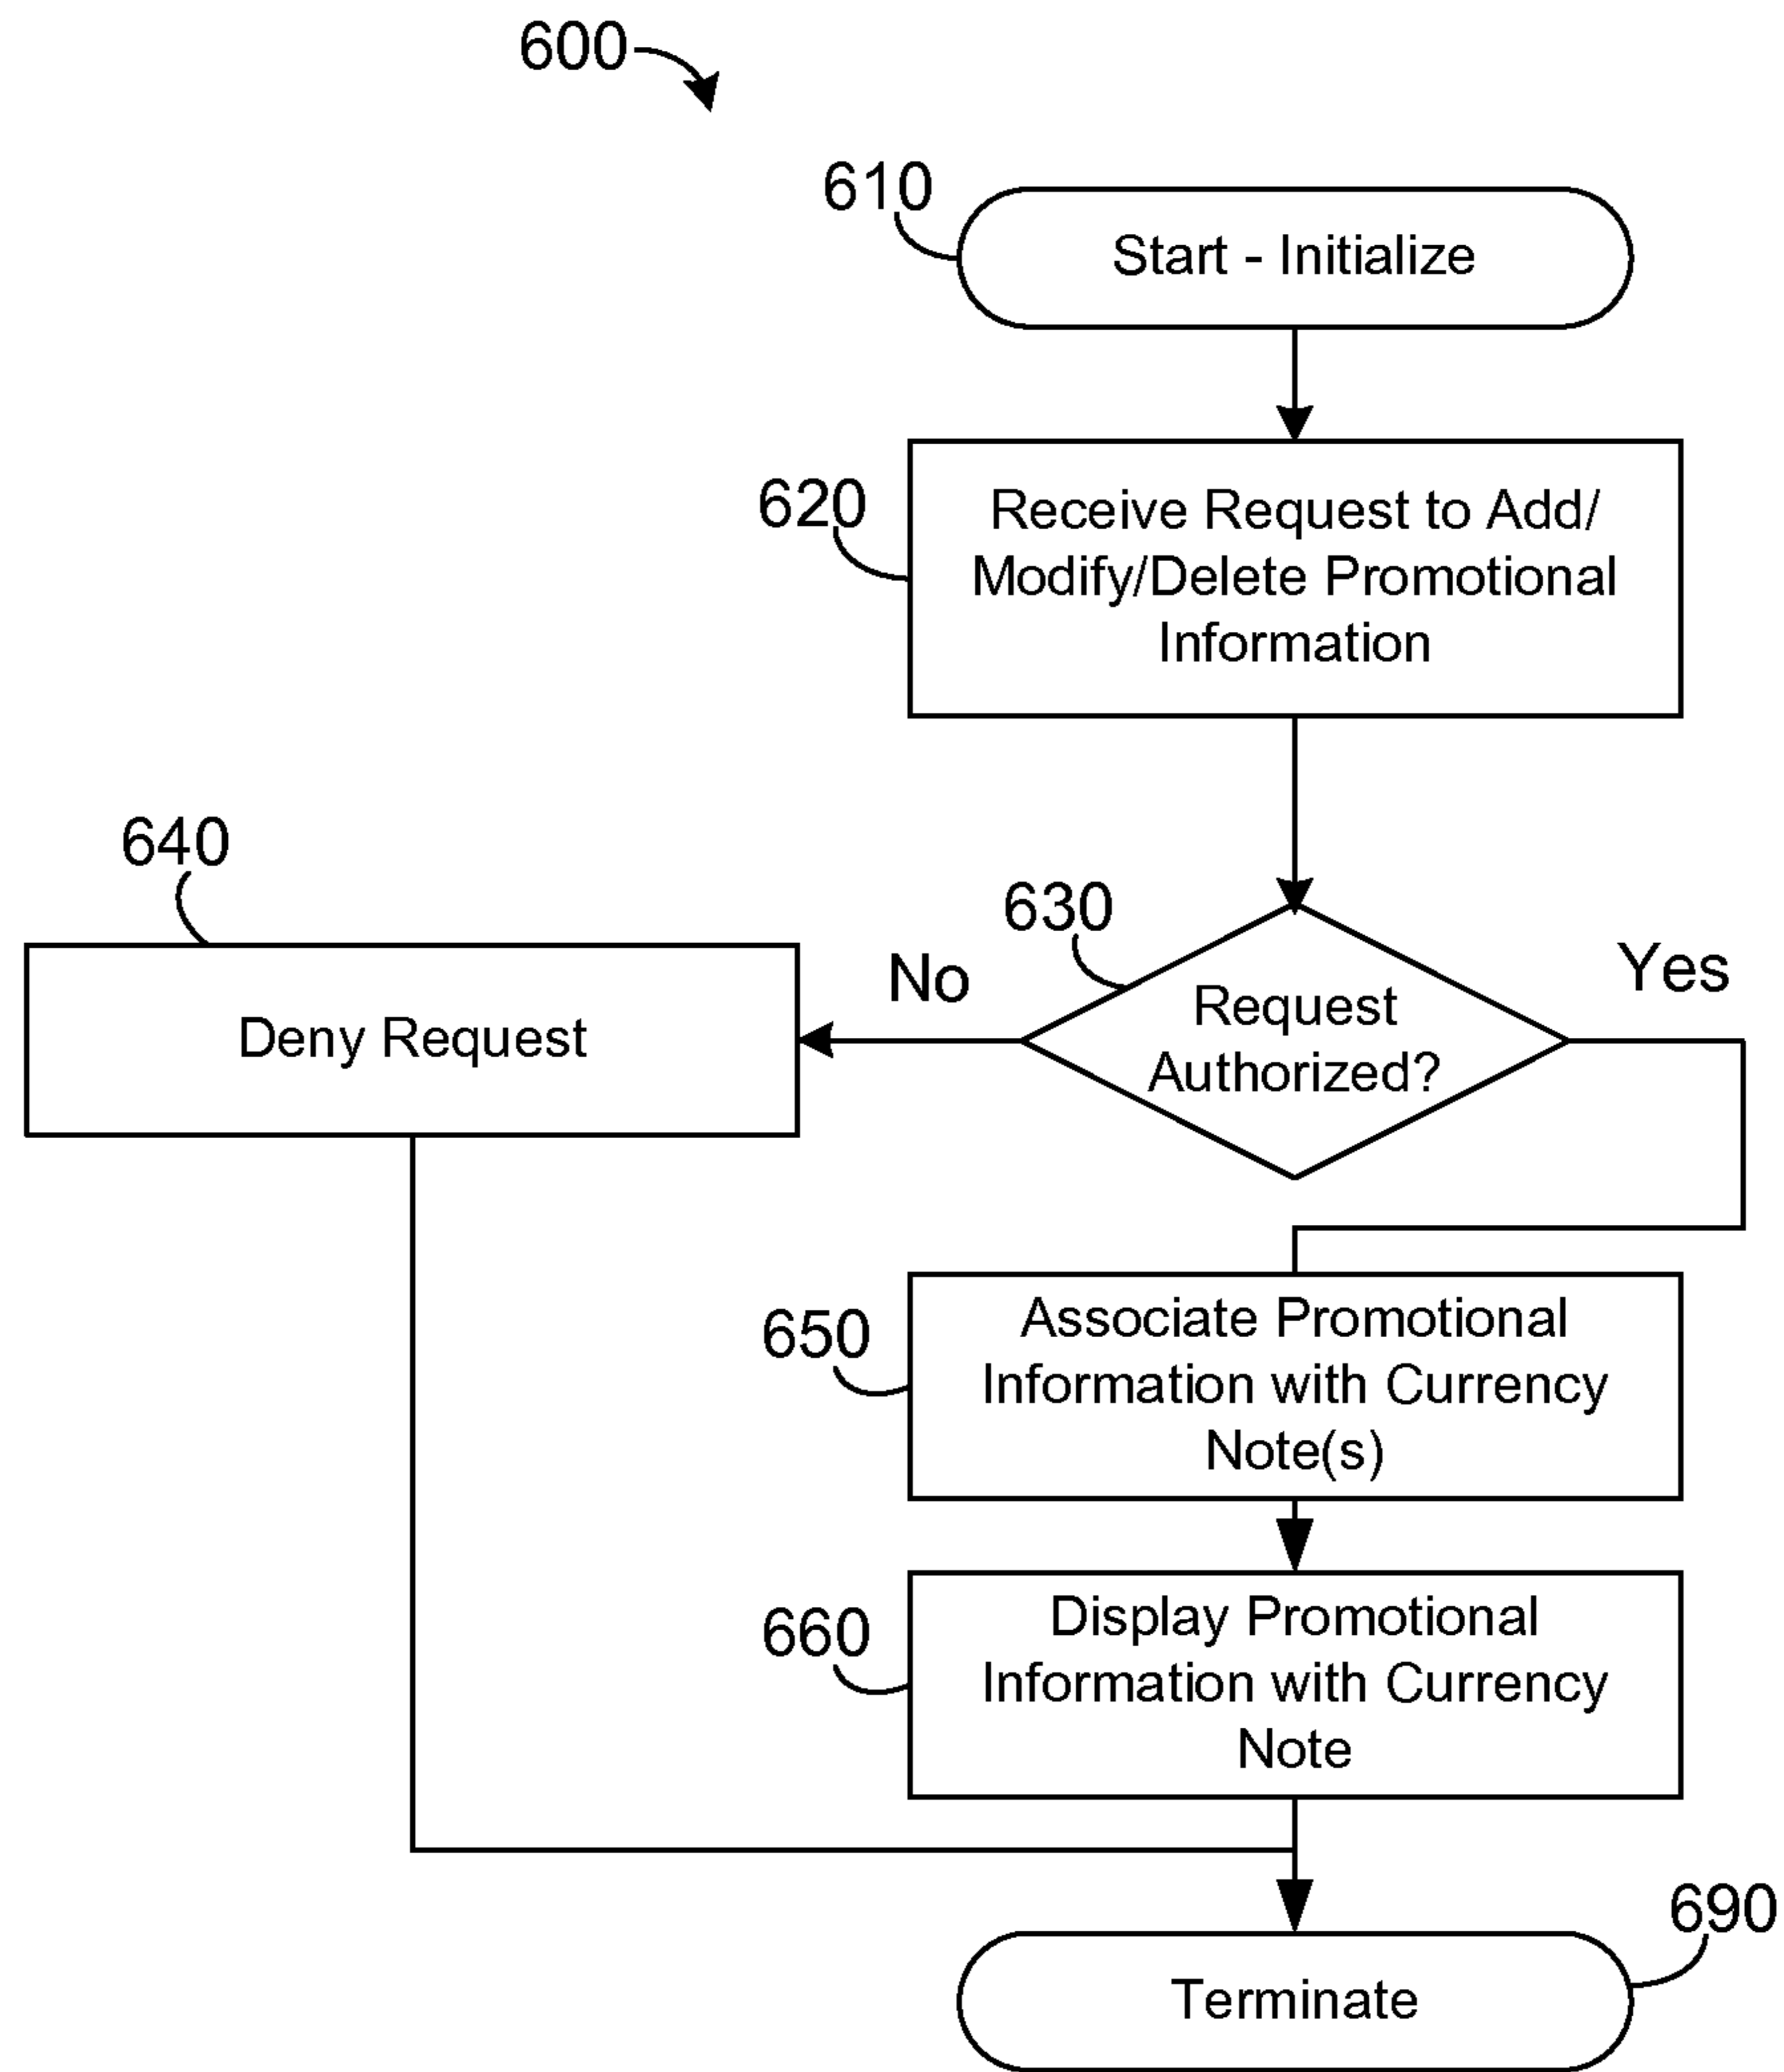 600
610
Start - Initialize
620
Receive Request to Add/
Modify/Delete Promotional
Information
640
630
No
Yes
Deny Request
Request
Authorized?
650
Associate Promotional
Information with Currency
Note(s)
660
Display Promotional
Information with Currency
Note
690
Terminate